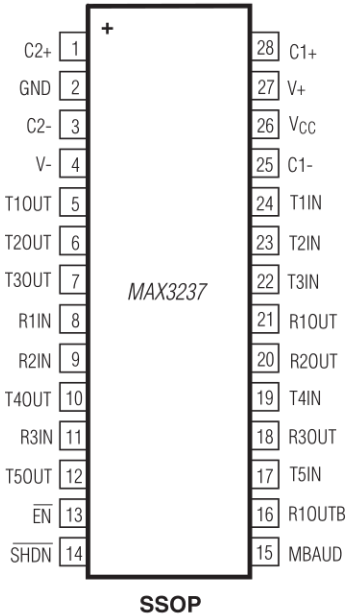 +
C2+ 1 28 C1+
GND 2 27 V+
C2- 3 26 VCC
V- 4 25 C1-
T1OUT 5 24 T1IN
T2OUT 6 23 T2IN
T3OUT 7 22 T3IN
MAX3237
R1IN 8 21 R1OUT
R2IN 9 20 R2OUT
T4OUT 10 19 T4IN
R3IN 11 18 R3OUT
T5OUT 12 17 T5IN
E̅N̅ 13 16 R1OUTB
S̅H̅D̅N̅ 14 15 MBAUD
SSOP